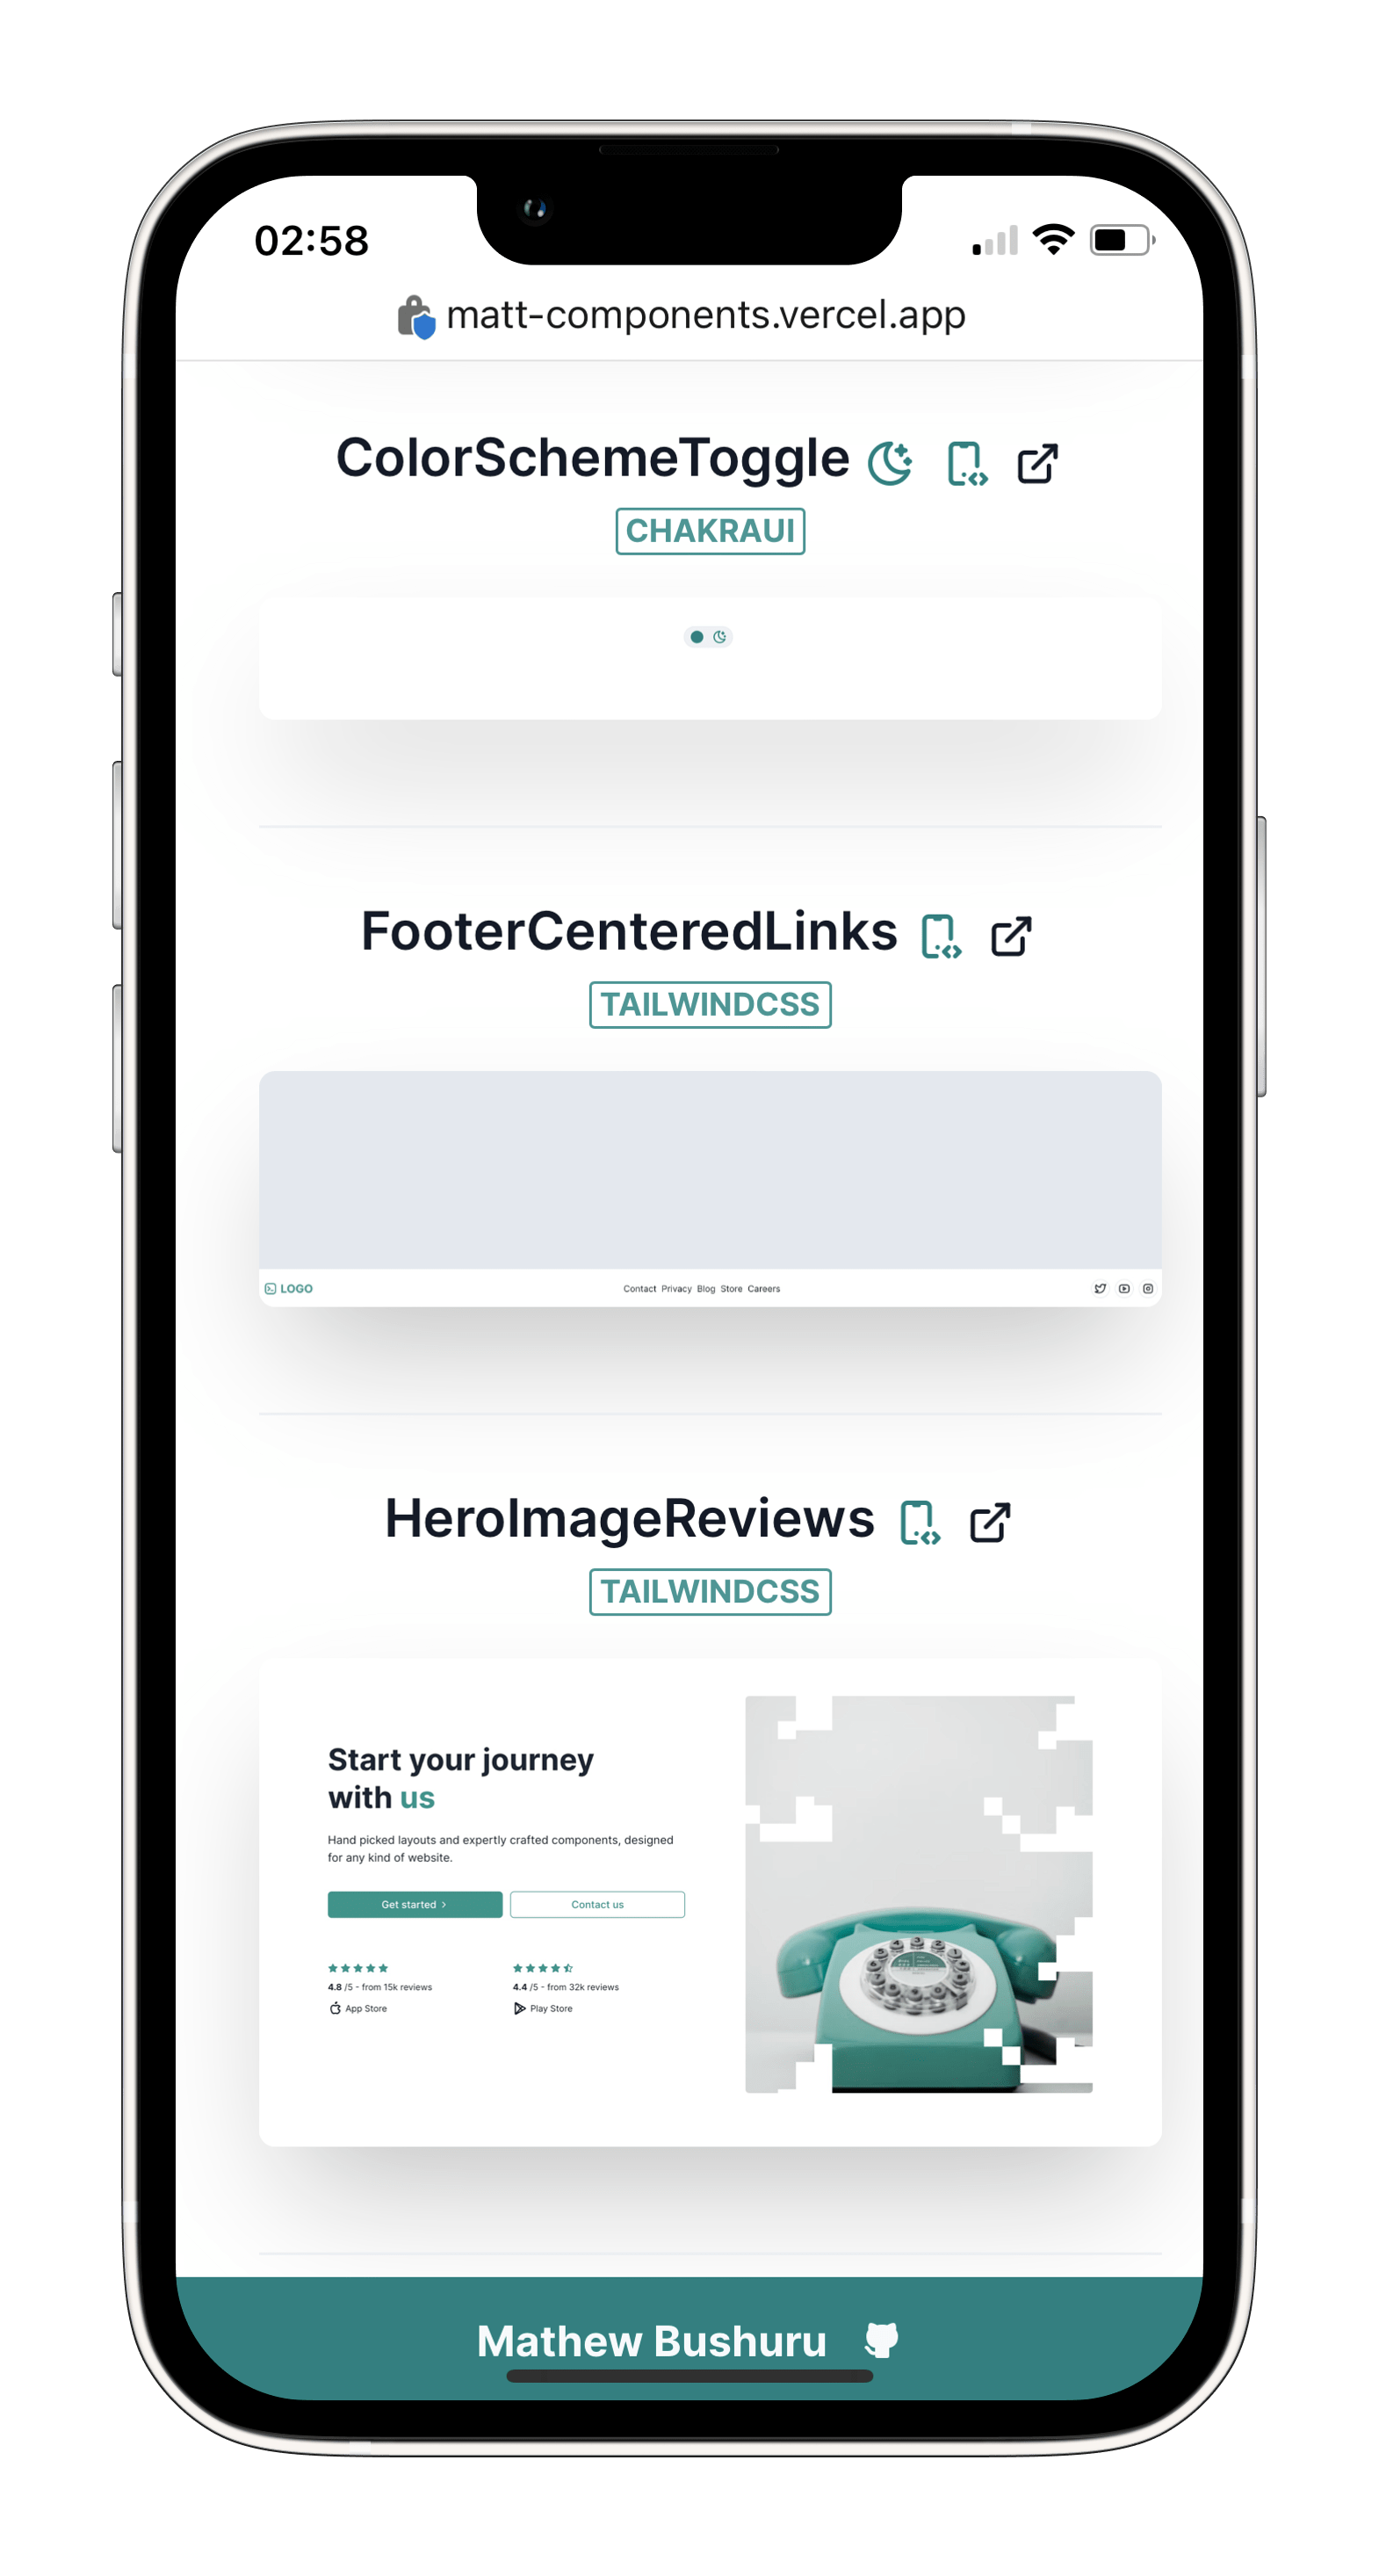 02:58
matt-components.vercel.app
ColorSchemeToggle
CHAKRAUI
FooterCenteredLinks
TAILWINDCSS
LOGO Contact Privacy Blog Store Careers
HeroImageReviews
TAILWINDCSS
Start your journey
with us
Hand picked layouts and expertly crafted components, designed
for any kind of website.
Get started Contact us
4.8 /5 - from 15k reviews 4.4 /5 - from 32k reviews
App Store Play Store
Mathew Bushuru